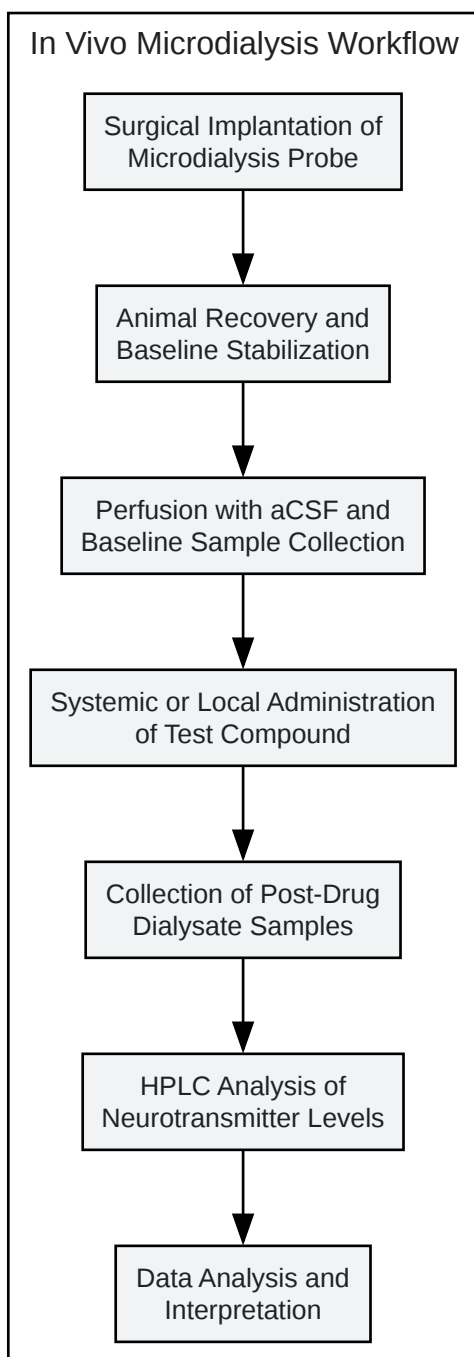 In Vivo Microdialysis Workflow
Surgical Implantation of
Microdialysis Probe
Animal Recovery and
Baseline Stabilization
Perfusion with aCSF and
Baseline Sample Collection
Systemic or Local Administration
of Test Compound
Collection of Post-Drug
Dialysate Samples
HPLC Analysis of
Neurotransmitter Levels
Data Analysis and
Interpretation